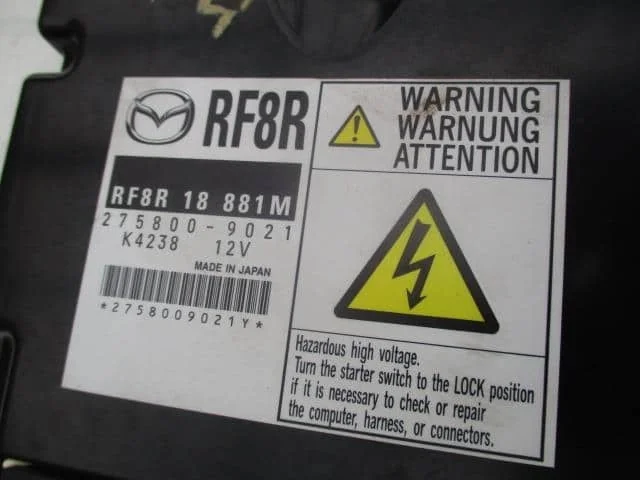 RF8R
RF8R 18 881M
275800-9021
K4238 12V
MADE IN JAPAN
*2758009021Y*
WARNING
WARNUNG
ATTENTION
Hazardous high voltage.
Turn the starter switch to the LOCK position
if it is necessary to check or repair
the computer, harness, or connectors.